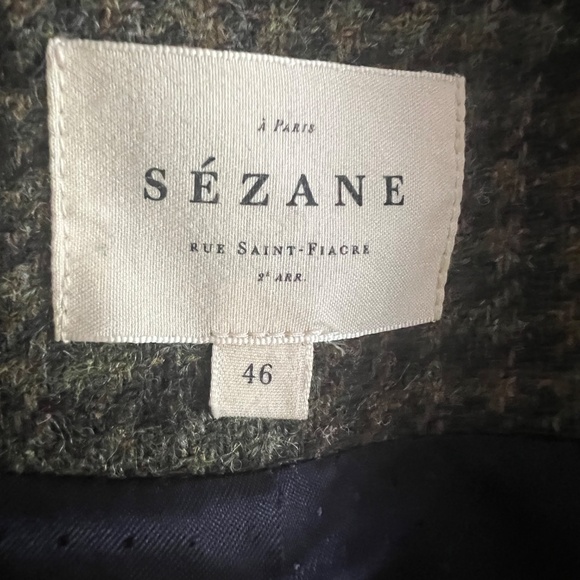 À PARIS
SÉZANE
RUE SAINT-FIACRE
2ᵉ ARR.
46